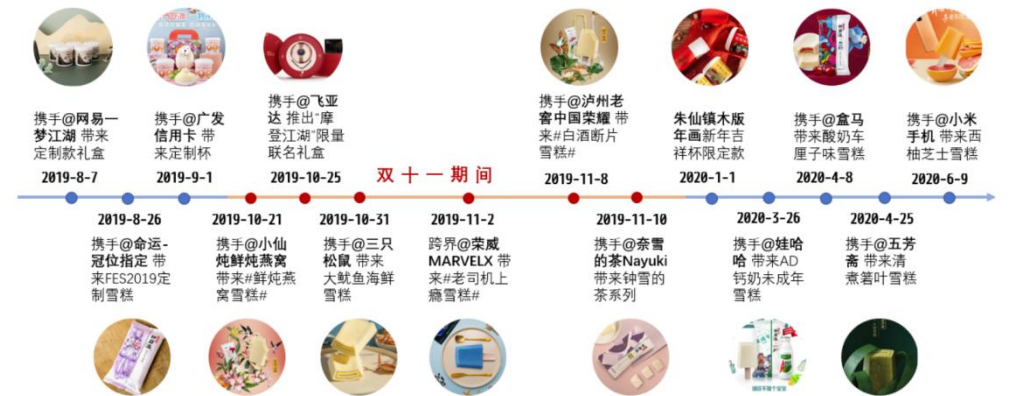 携手@网易一
梦江湖 带来
定制款礼盒
2019-8-7
携手@广发
信用卡 带
来定制杯
2019-9-1
携手@飞亚
达 推出“摩
登江湖”限量
联名礼盒
2019-10-25
双十一期间
携手@泸州老
窖中国荣耀 带
来#白酒断片
雪糕#
2019-11-8
朱仙镇木版
年画新年吉
祥杯限定款
2020-1-1
携手@盒马
带来酸奶车
厘子味雪糕
2020-4-8
携手@小米
手机 带来西
柚芝士雪糕
2020-6-9
2019-8-26
携手@命运-
冠位指定 带
来FES2019定
制雪糕
2019-10-21
携手@小仙
炖鲜炖燕窝
带来#鲜炖燕
窝雪糕#
2019-10-31
携手@三只
松鼠 带来
大鱿鱼海鲜
雪糕
2019-11-2
跨界@荣威
MARVELX 带
来#老司机上
瘾雪糕#
2019-11-10
携手@奈雪
的茶Nayuki
带来钟雪的
茶系列
2020-3-26
携手@娃哈
哈 带来AD
钙奶未成年
雪糕
2020-4-25
携手@五芳
斋 带来清
煮箬叶雪糕